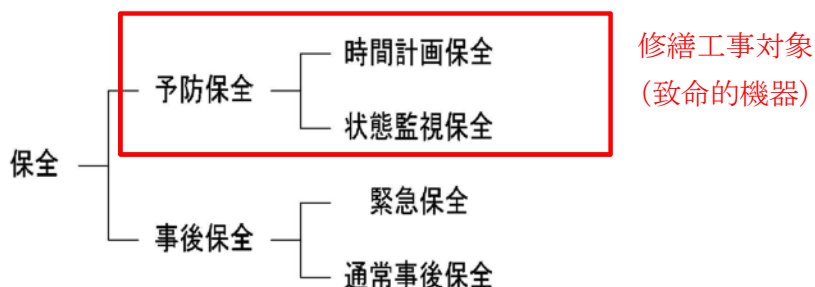 時間計画保全
修繕工事対象
予防保全
(致命的機器)
状態監視保全
保全
緊急保全
事後保全
通常事後保全